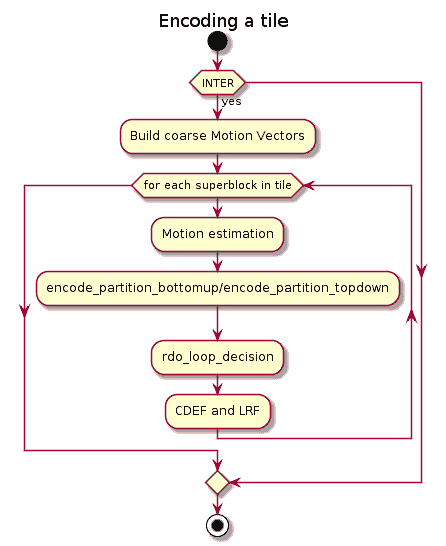 Encoding a tile
INTER
yes
Build coarse Motion Vectors
for each superblock in tile
Motion estimation
encode_partition_bottomup/encode_partition_topdown
rdo_loop_decision
CDEF and LRF